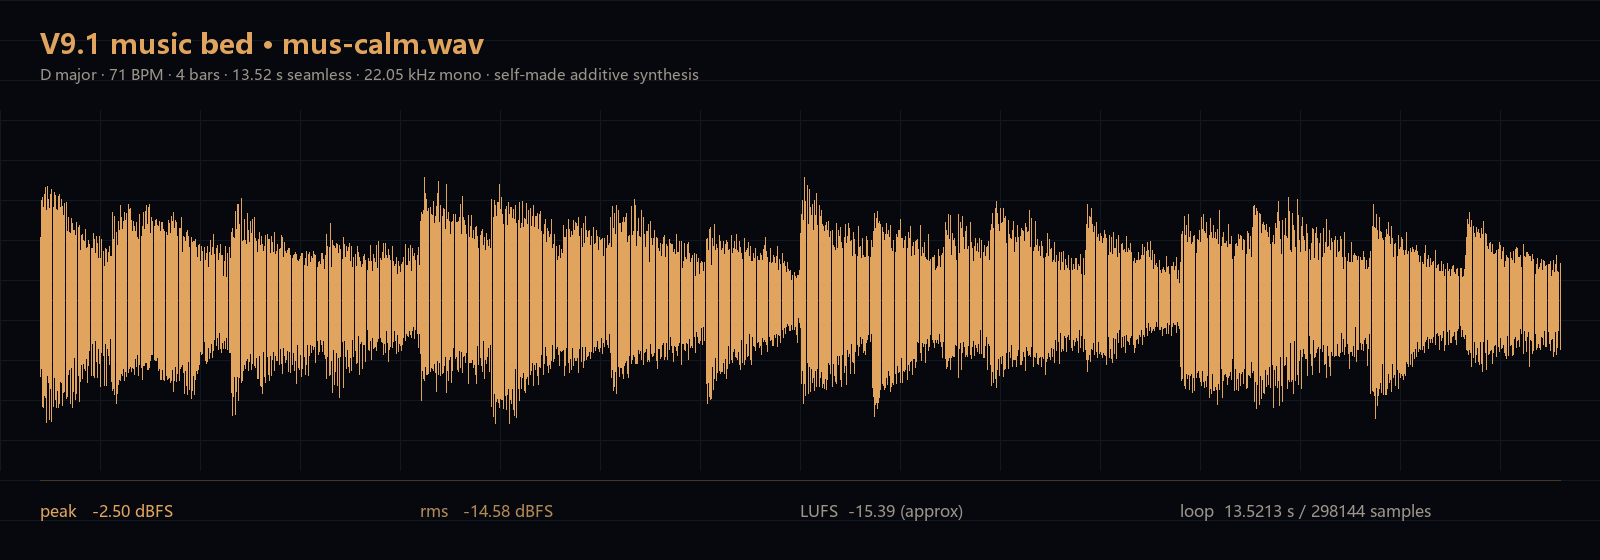 V9.1 music bed • mus-calm.wav
D major · 71 BPM · 4 bars · 13.52 s seamless · 22.05 kHz mono · self-made additive synthesis
peak -2.50 dBFS rms -14.58 dBFS LUFS -15.39 (approx) loop 13.5213 s / 298144 samples